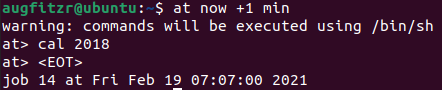 augfitzr@ubuntu:~$ at now +1 min
warning: commands will be executed using /bin/sh
at> cal 2018
at> <EOT>
job 14 at Fri Feb 19 07:07:00 2021